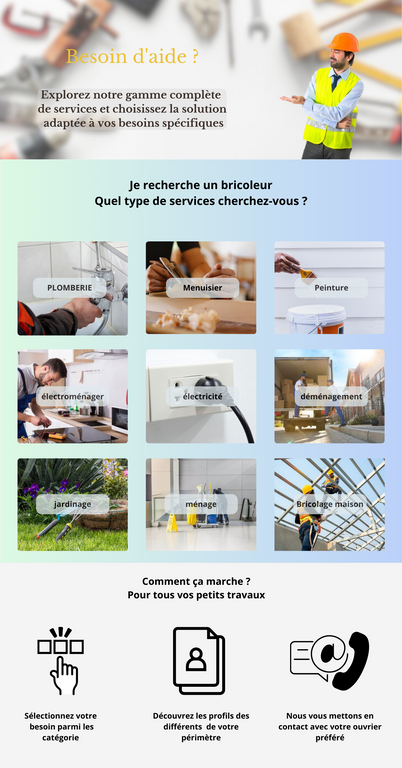 Besoin d'aide ?
Explorez notre gamme complète
de services et choisissez la solution
adaptée à vos besoins spécifiques
Je recherche un bricoleur
Quel type de services cherchez-vous ?
PLOMBERIE
Menuisier
Peinture
électroménager
électricité
déménagement
jardinage
ménage
Bricolage maison
Comment ça marche ?
Pour tous vos petits travaux
Sélectionnez votre
besoin parmi les
catégorie
Découvrez les profils des
différents de votre
périmètre
Nous vous mettons en
contact avec votre ouvrier
préféré